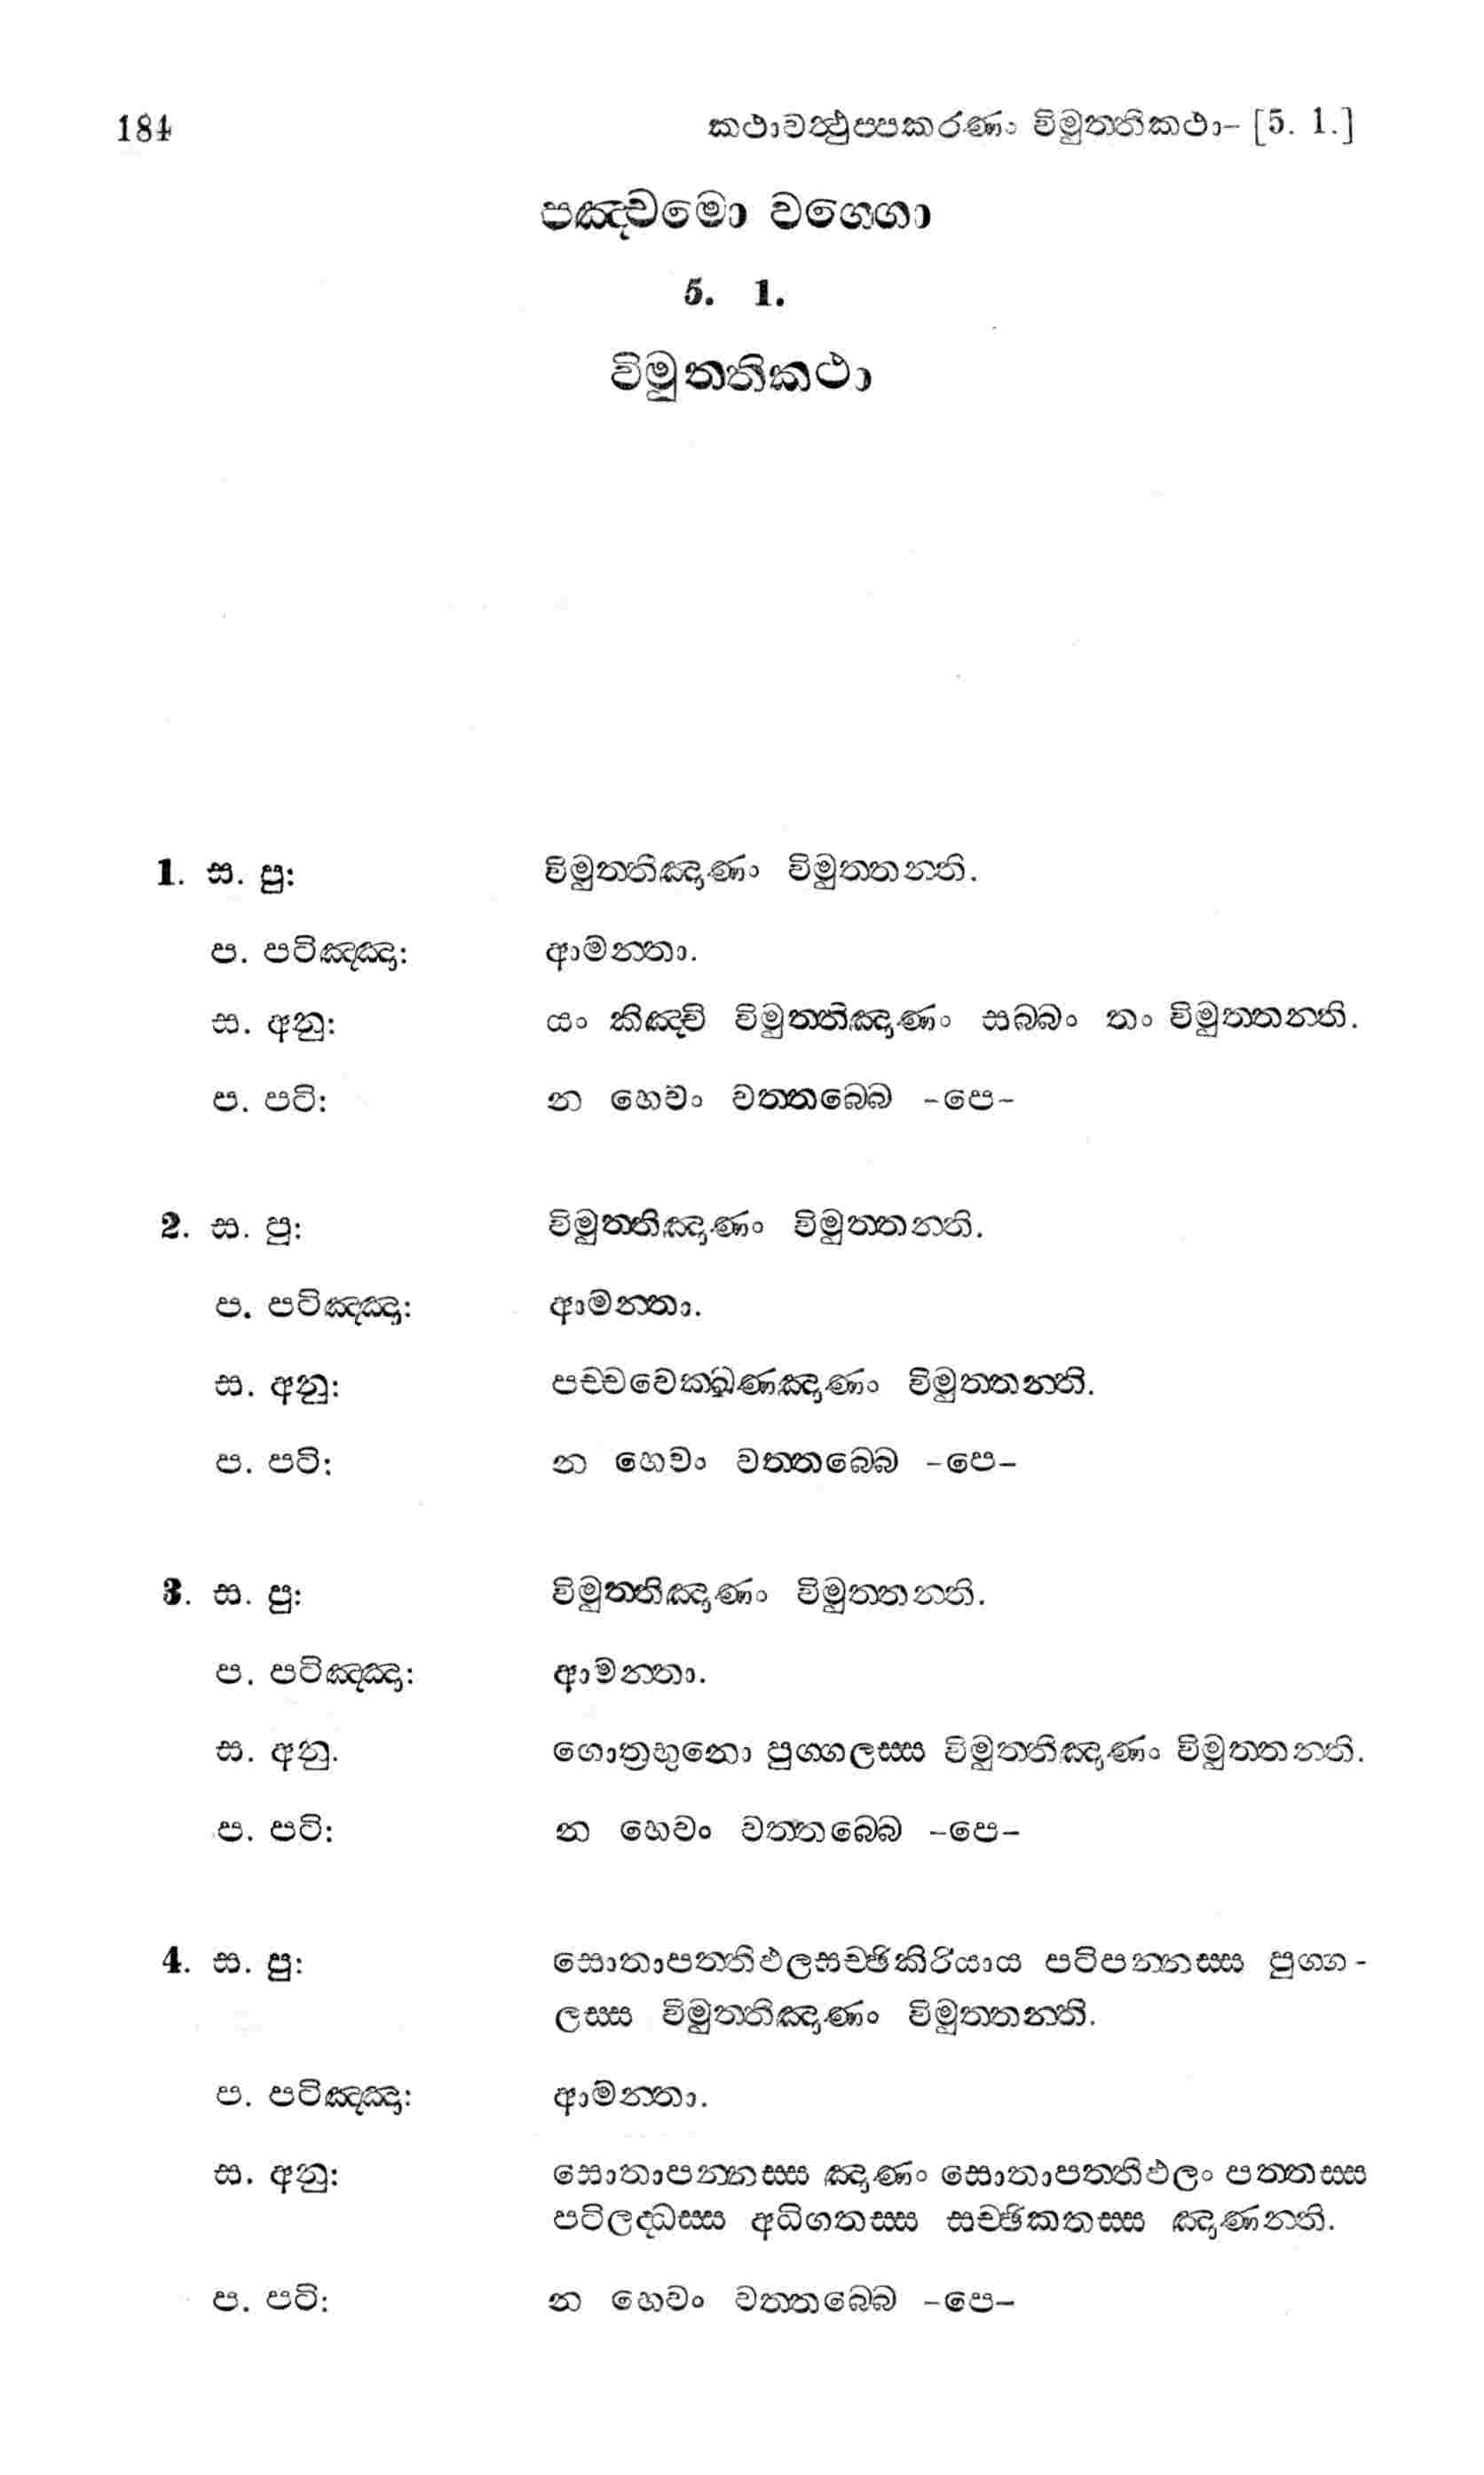 184
කථාවත්‍ථුප්පකරණං විමුත්තිකථා- [5. 1.]
පඤ්චමො වග්ගො
5. 1.
විමුත්තිකථා
1. ස. පු: විමුත්තිඤාණං විමුත්තන්ති.
ප. පටිඤ්ඤා: ආමන්තා.
ස. අනු: යං කිඤ්චි විමුත්තිඤාණං සබ්බං තං විමුත්තන්ති.
ප. පටි: න හෙවං වත්තබ්බෙ -පෙ-
2. ස. පු: විමුත්තිඤාණං විමුත්තන්ති.
ප. පටිඤ්ඤා: ආමන්තා.
ස. අනු: පච්චවෙක්ඛණඤාණං විමුත්තන්ති.
ප. පටි: න හෙවං වත්තබ්බෙ -පෙ-
3. ස. පු: විමුත්තිඤාණං විමුත්තන්ති.
ප. පටිඤ්ඤා: ආමන්තා.
ස. අනු. ගොත්‍රභුනො පුග්ගලස්ස විමුත්තිඤාණං විමුත්තන්ති.
ප. පටි: න හෙවං වත්තබ්බෙ -පෙ-
4. ස. පු: සොතාපත්තිඵලසච්ඡිකිරියාය පටිපන්නස්ස පුග්ග-
ලස්ස විමුත්තිඤාණං විමුත්තන්ති.
ප. පටිඤ්ඤා: ආමන්තා.
ස. අනු: සොතාපන්නස්ස ඤාණං සොතාපත්තිඵලං පත්තස්ස
පටිලද්ධස්ස අධිගතස්ස සච්ඡිකතස්ස ඤාණන්ති.
ප. පටි: න හෙවං වත්තබ්බෙ -පෙ-